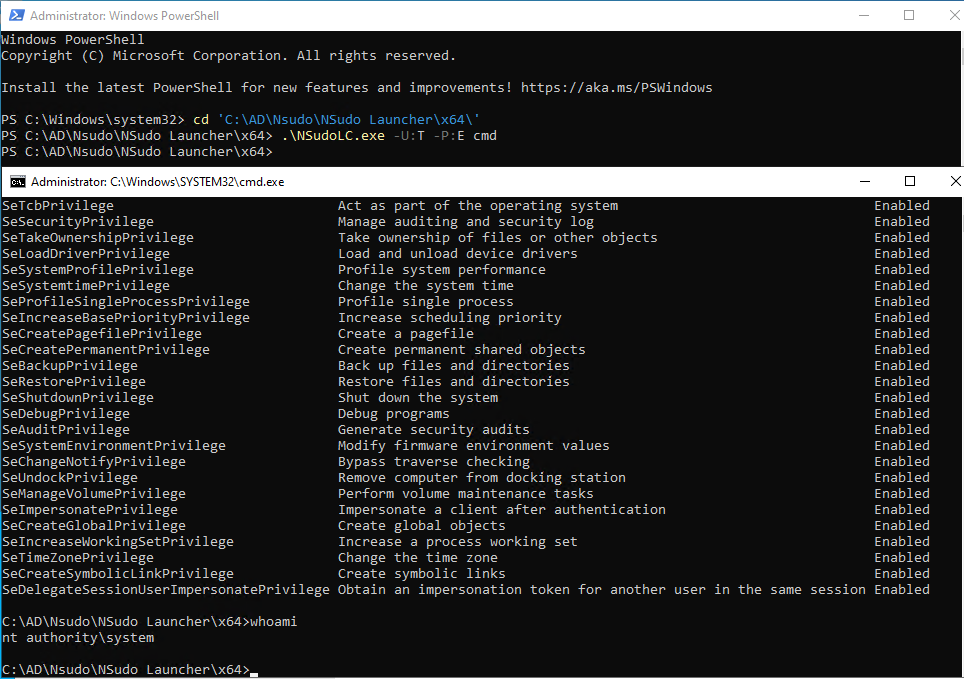 Administrator: Windows PowerShell
Windows PowerShell
Copyright (C) Microsoft Corporation. All rights reserved.
Install the latest PowerShell for new features and improvements! https://aka.ms/PSWindows
PS C:\Windows\system32> cd 'C:\AD\Nsudo\NSudo Launcher\x64\'
PS C:\AD\Nsudo\NSudo Launcher\x64> .\NSudoLC.exe -U:T -P:E cmd
PS C:\AD\Nsudo\NSudo Launcher\x64>
Administrator: C:\Windows\SYSTEM32\cmd.exe
SeTcbPrivilege Act as part of the operating system Enabled
SeSecurityPrivilege Manage auditing and security log Enabled
SeTakeOwnershipPrivilege Take ownership of files or other objects Enabled
SeLoadDriverPrivilege Load and unload device drivers Enabled
SeSystemProfilePrivilege Profile system performance Enabled
SeSystemtimePrivilege Change the system time Enabled
SeProfileSingleProcessPrivilege Profile single process Enabled
SeIncreaseBasePriorityPrivilege Increase scheduling priority Enabled
SeCreatePagefilePrivilege Create a pagefile Enabled
SeCreatePermanentPrivilege Create permanent shared objects Enabled
SeBackupPrivilege Back up files and directories Enabled
SeRestorePrivilege Restore files and directories Enabled
SeShutdownPrivilege Shut down the system Enabled
SeDebugPrivilege Debug programs Enabled
SeAuditPrivilege Generate security audits Enabled
SeSystemEnvironmentPrivilege Modify firmware environment values Enabled
SeChangeNotifyPrivilege Bypass traverse checking Enabled
SeUndockPrivilege Remove computer from docking station Enabled
SeManageVolumePrivilege Perform volume maintenance tasks Enabled
SeImpersonatePrivilege Impersonate a client after authentication Enabled
SeCreateGlobalPrivilege Create global objects Enabled
SeIncreaseWorkingSetPrivilege Increase a process working set Enabled
SeTimeZonePrivilege Change the time zone Enabled
SeCreateSymbolicLinkPrivilege Create symbolic links Enabled
SeDelegateSessionUserImpersonatePrivilege Obtain an impersonation token for another user in the same session Enabled
C:\AD\Nsudo\NSudo Launcher\x64>whoami
nt authority\system
C:\AD\Nsudo\NSudo Launcher\x64>